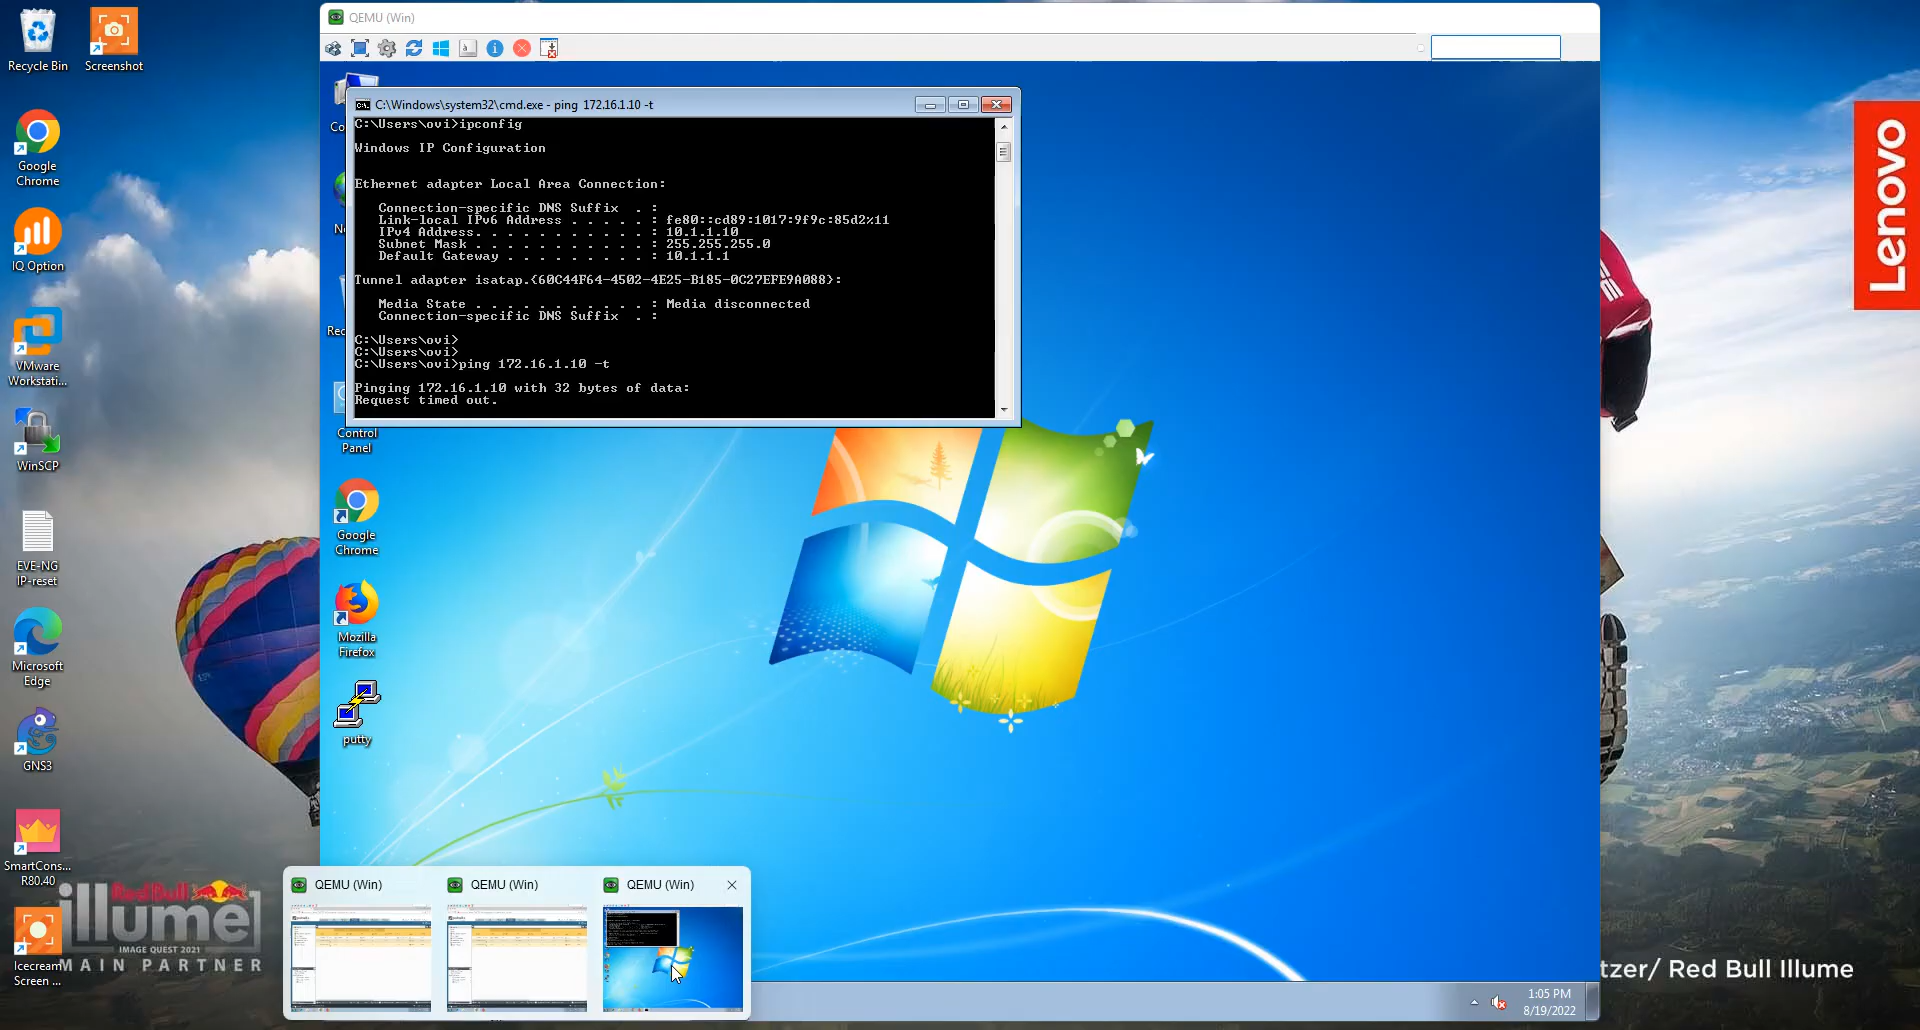 Recycle Bin
Screenshot
Google
Chrome
IQ Option
VMware
Workstati...
WinSCP
EVE-NG
IP-reset
Microsoft
Edge
GNS3
SmartCons...
R80.40
Icecream
Screen ...
QEMU (Win)
C:\Windows\system32\cmd.exe - ping 172.16.1.10 -t
C:\Users\ovi>ipconfig
Windows IP Configuration
Ethernet adapter Local Area Connection:
Connection-specific DNS Suffix . :
Link-local IPv6 Address . . . . . : fe80::cd89:1017:9f9c:85d2%11
IPv4 Address. . . . . . . . . . . : 10.1.1.10
Subnet Mask . . . . . . . . . . . : 255.255.255.0
Default Gateway . . . . . . . . . : 10.1.1.1
Tunnel adapter isatap.{60C44F64-4502-4E25-B185-0C27EFE9A088}:
Media State . . . . . . . . . . . : Media disconnected
Connection-specific DNS Suffix . :
C:\Users\ovi>
C:\Users\ovi>
C:\Users\ovi>ping 172.16.1.10 -t
Pinging 172.16.1.10 with 32 bytes of data:
Request timed out.
Co
Ne
Rec
Control
Panel
Google
Chrome
Mozilla
Firefox
putty
QEMU (Win)
QEMU (Win)
QEMU (Win)
Lenovo
Red Bull
illume
IMAGE QUEST 2021
MAIN PARTNER
tzer/ Red Bull Illume
1:05 PM
8/19/2022